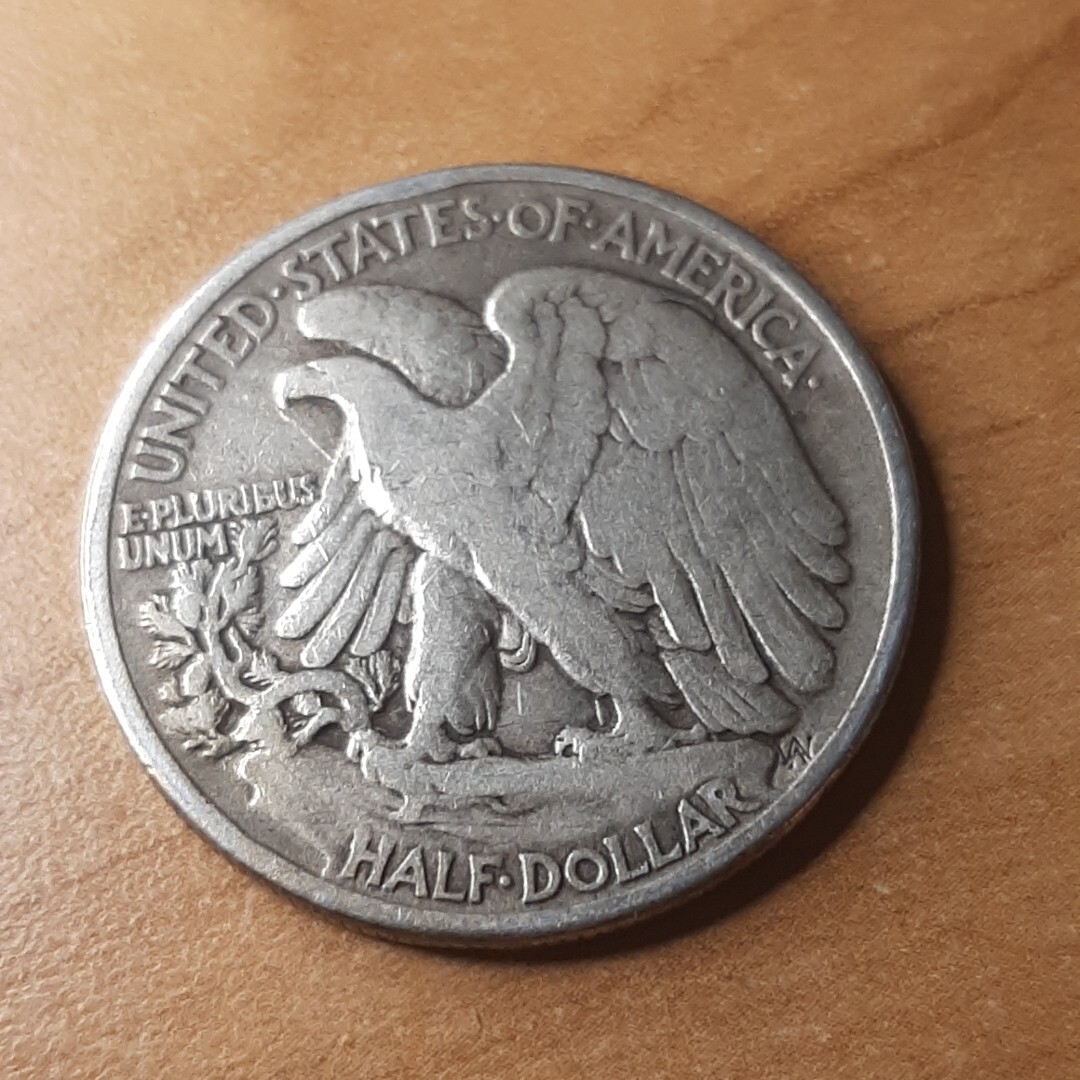 UNITED·STATES·OF·AMERICA·
E·PLURIBUS
UNUM
HALF·DOLLAR
AW